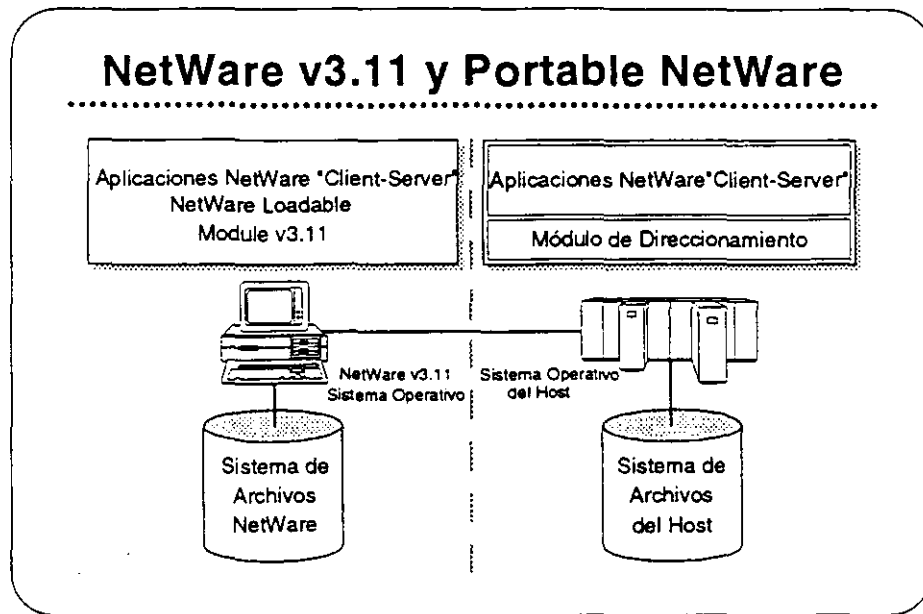 NetWare v3.11 y Portable NetWare
Aplicaciones NetWare "Client-Server"
NetWare Loadable
Module v3.11
Aplicaciones NetWare"Client-Server"
Módulo de Direccionamiento
NetWare v3.11
Sistema Operativo
Sistema Operativo
del Host
Sistema de
Archivos
NetWare
Sistema de
Archivos
del Host